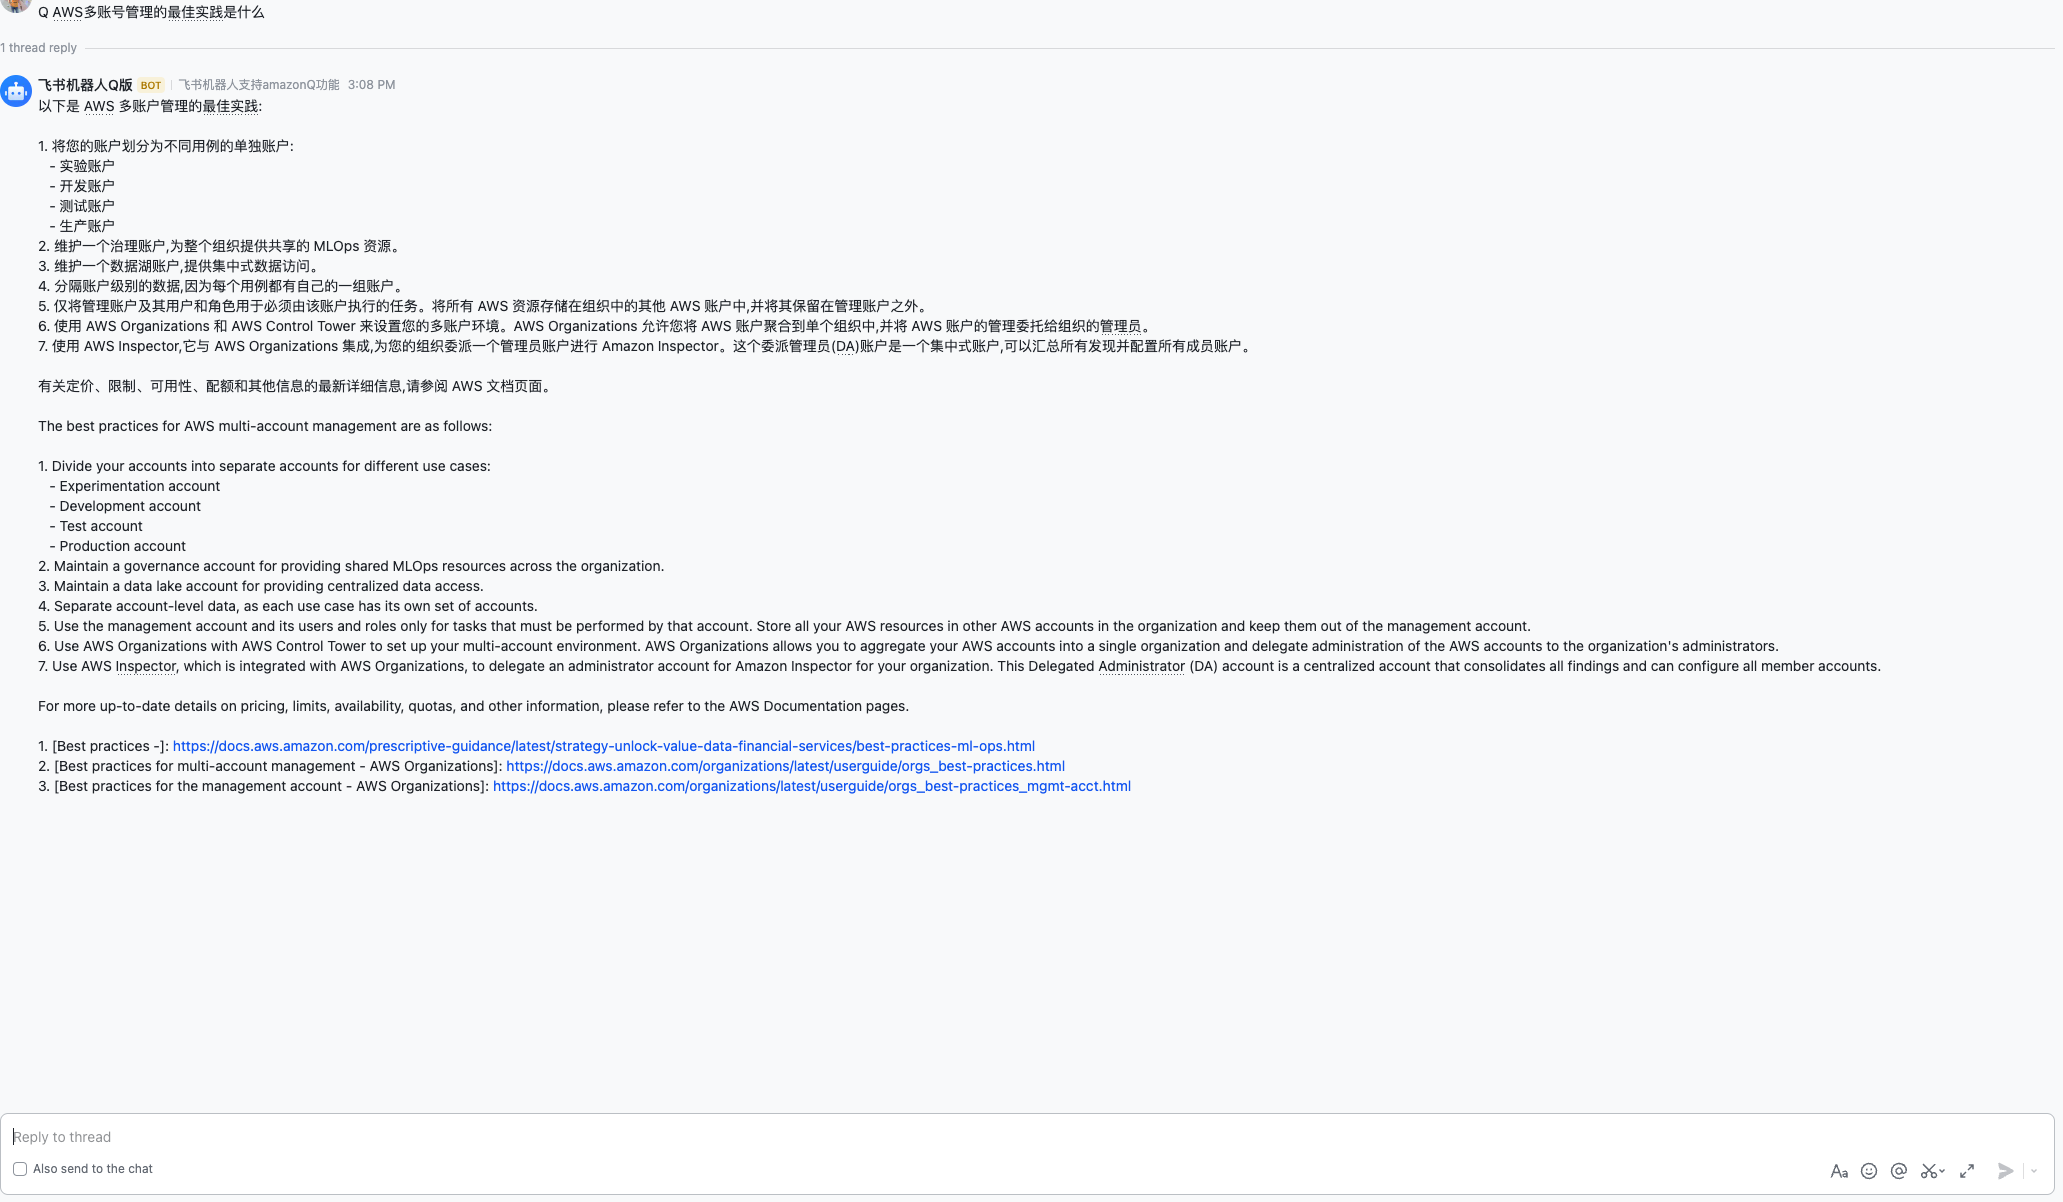 Q AWS多账号管理的最佳实践是什么
1 thread reply
飞书机器人Q版 BOT 飞书机器人支持amazonQ功能 3:08 PM
以下是 AWS 多账户管理的最佳实践:
1. 将您的账户划分为不同用例的单独账户:
- 实验账户
- 开发账户
- 测试账户
- 生产账户
2. 维护一个治理账户,为整个组织提供共享的 MLOps 资源。
3. 维护一个数据湖账户,提供集中式数据访问。
4. 分隔账户级别的数据,因为每个用例都有自己的一组账户。
5. 仅将管理账户及其用户和角色用于必须由该账户执行的任务。将所有 AWS 资源存储在组织中的其他 AWS 账户中,并将其保留在管理账户之外。
6. 使用 AWS Organizations 和 AWS Control Tower 来设置您的多账户环境。AWS Organizations 允许您将 AWS 账户聚合到单个组织中,并将 AWS 账户的管理委托给组织的管理员。
7. 使用 AWS Inspector,它与 AWS Organizations 集成,为您的组织委派一个管理员账户进行 Amazon Inspector。这个委派管理员(DA)账户是一个集中式账户,可以汇总所有发现并配置所有成员账户。
有关定价、限制、可用性、配额和其他信息的最新详细信息,请参阅 AWS 文档页面。
The best practices for AWS multi-account management are as follows:
1. Divide your accounts into separate accounts for different use cases:
- Experimentation account
- Development account
- Test account
- Production account
2. Maintain a governance account for providing shared MLOps resources across the organization.
3. Maintain a data lake account for providing centralized data access.
4. Separate account-level data, as each use case has its own set of accounts.
5. Use the management account and its users and roles only for tasks that must be performed by that account. Store all your AWS resources in other AWS accounts in the organization and keep them out of the management account.
6. Use AWS Organizations with AWS Control Tower to set up your multi-account environment. AWS Organizations allows you to aggregate your AWS accounts into a single organization and delegate administration of the AWS accounts to the organization's administrators.
7. Use AWS Inspector, which is integrated with AWS Organizations, to delegate an administrator account for Amazon Inspector for your organization. This Delegated Administrator (DA) account is a centralized account that consolidates all findings and can configure all member accounts.
For more up-to-date details on pricing, limits, availability, quotas, and other information, please refer to the AWS Documentation pages.
1. [Best practices -]: https://docs.aws.amazon.com/prescriptive-guidance/latest/strategy-unlock-value-data-financial-services/best-practices-ml-ops.html
2. [Best practices for multi-account management - AWS Organizations]: https://docs.aws.amazon.com/organizations/latest/userguide/orgs_best-practices.html
3. [Best practices for the management account - AWS Organizations]: https://docs.aws.amazon.com/organizations/latest/userguide/orgs_best-practices_mgmt-acct.html
Reply to thread
Also send to the chat
Aa